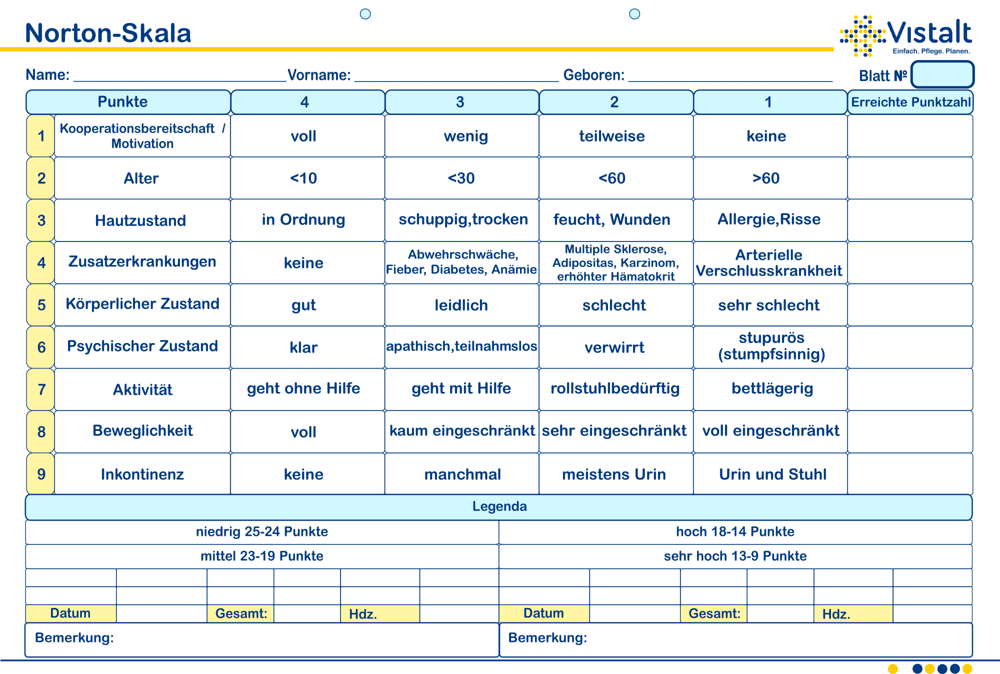 Norton-Skala
Vistalt
Einfach. Pflege. Planen.
Name: Vorname: Geboren: Blatt №
Punkte 4 3 2 1 Erreichte Punktzahl
1 Kooperationsbereitschaft / Motivation voll wenig teilweise keine
2 Alter <10 <30 <60 >60
3 Hautzustand in Ordnung schuppig,trocken feucht, Wunden Allergie,Risse
4 Zusatzerkrankungen keine Abwehrschwäche, Fieber, Diabetes, Anämie Multiple Sklerose, Adipositas, Karzinom, erhöhter Hämatokrit Arterielle Verschlusskrankheit
5 Körperlicher Zustand gut leidlich schlecht sehr schlecht
6 Psychischer Zustand klar apathisch,teilnahmslos verwirrt stupurös (stumpfsinnig)
7 Aktivität geht ohne Hilfe geht mit Hilfe rollstuhlbedürftig bettlägerig
8 Beweglichkeit voll kaum eingeschränkt sehr eingeschränkt voll eingeschränkt
9 Inkontinenz keine manchmal meistens Urin Urin und Stuhl
Legenda
niedrig 25-24 Punkte hoch 18-14 Punkte
mittel 23-19 Punkte sehr hoch 13-9 Punkte
Datum Gesamt: Hdz. Datum Gesamt: Hdz.
Bemerkung: Bemerkung: